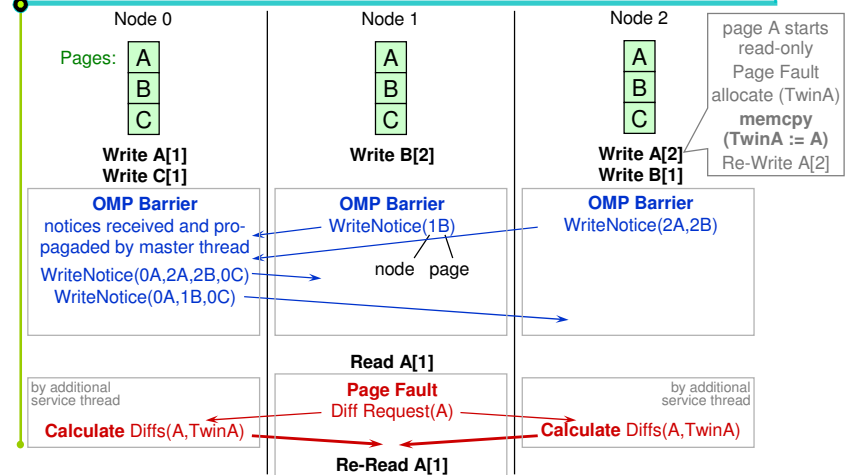 Node 0
Node 1
Node 2
Pages:
A
B
C
A
B
C
A
B
C
page A starts
read-only
Page Fault
allocate (TwinA)
memcpy
(TwinA := A)
Re-Write A[2]
Write A[1]
Write C[1]
Write B[2]
Write A[2]
Write B[1]
OMP Barrier
notices received and pro-
pagaded by master thread
WriteNotice(0A,2A,2B,0C)
WriteNotice(0A,1B,0C)
OMP Barrier
WriteNotice(1B)
node page
OMP Barrier
WriteNotice(2A,2B)
Read A[1]
by additional
service thread
Calculate Diffs(A,TwinA)
Page Fault
Diff Request(A)
by additional
service thread
Calculate Diffs(A,TwinA)
Re-Read A[1]